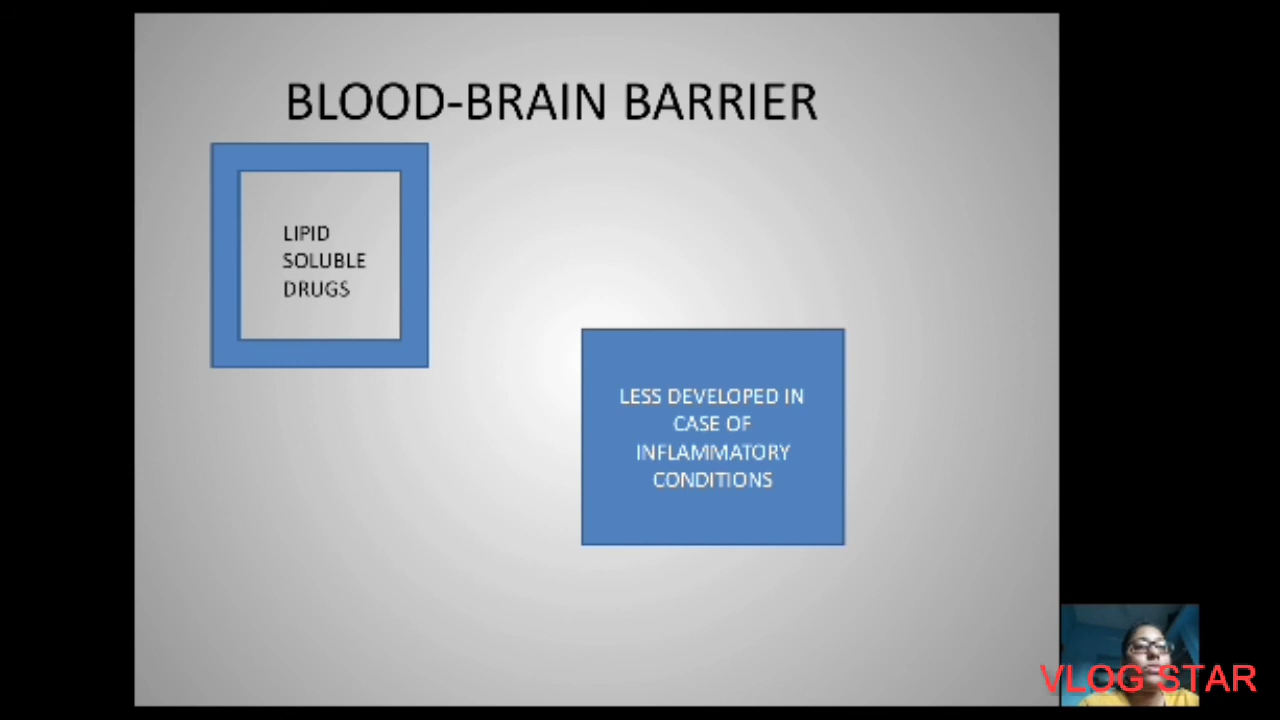 BLOOD-BRAIN BARRIER
LIPID
SOLUBLE
DRUGS
LESS DEVELOPED IN
CASE OF
INFLAMMATORY
CONDITIONS
VLOG STAR